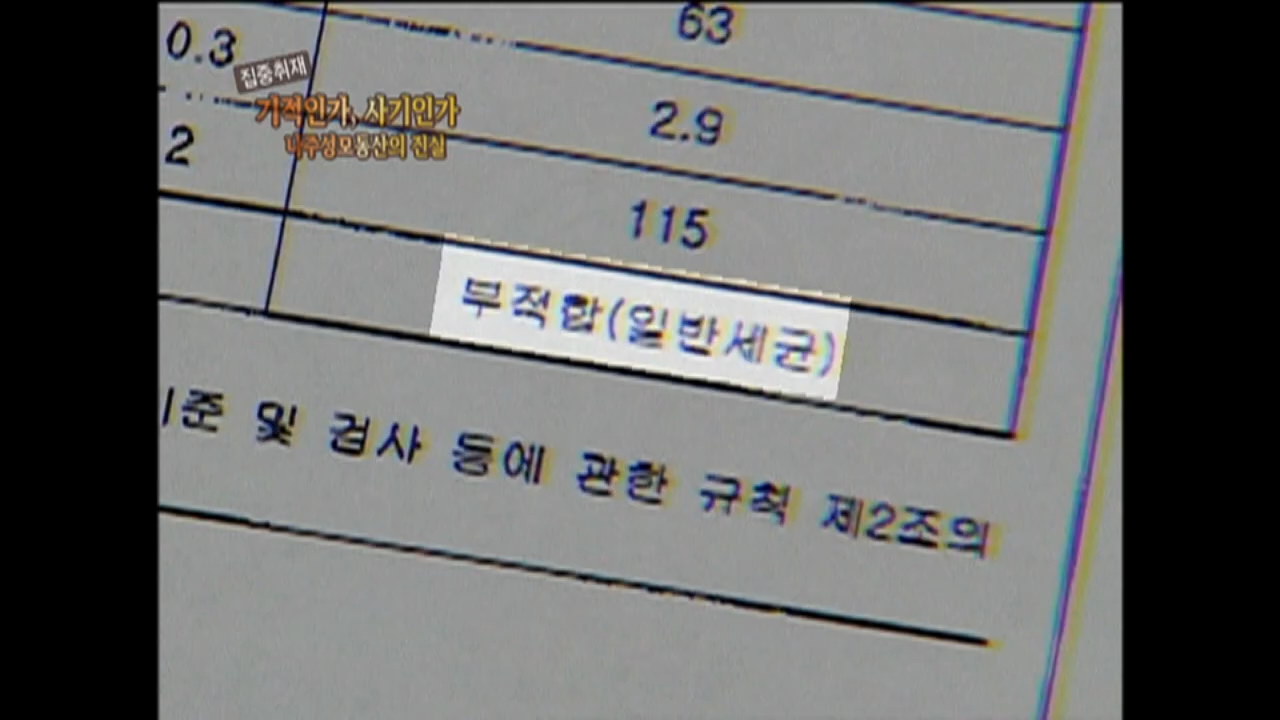 63
0.3
집중취재
기적인가, 사기인가
나주성모동산의 진실
2.9
2
115
부적합(일반세균)
기준 및 검사 등에 관한 규칙 제2조의